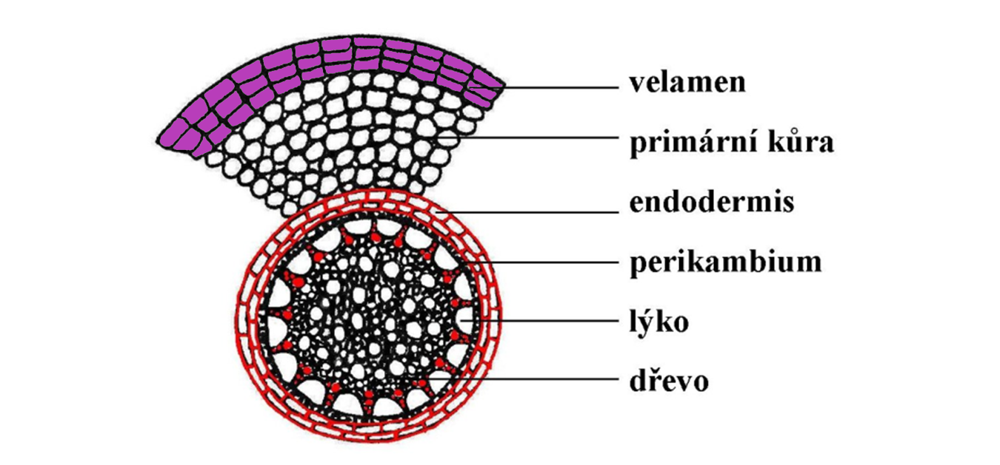 velamen
primární kůra
endodermis
perikambium
lýko
dřevo